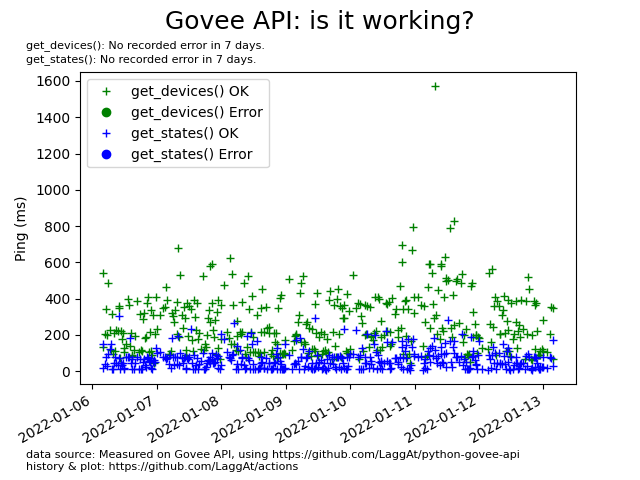 Govee API: is it working?
get_devices(): No recorded error in 7 days.
get_states(): No recorded error in 7 days.
get_devices() OK
get_devices() Error
get_states() OK
get_states() Error
Ping (ms)
1600
1400
1200
1000
800
600
400
200
0
2022-01-06
2022-01-07
2022-01-08
2022-01-09
2022-01-10
2022-01-11
2022-01-12
2022-01-13
data source: Measured on Govee API, using https://github.com/LaggAt/python-govee-api
history & plot: https://github.com/LaggAt/actions